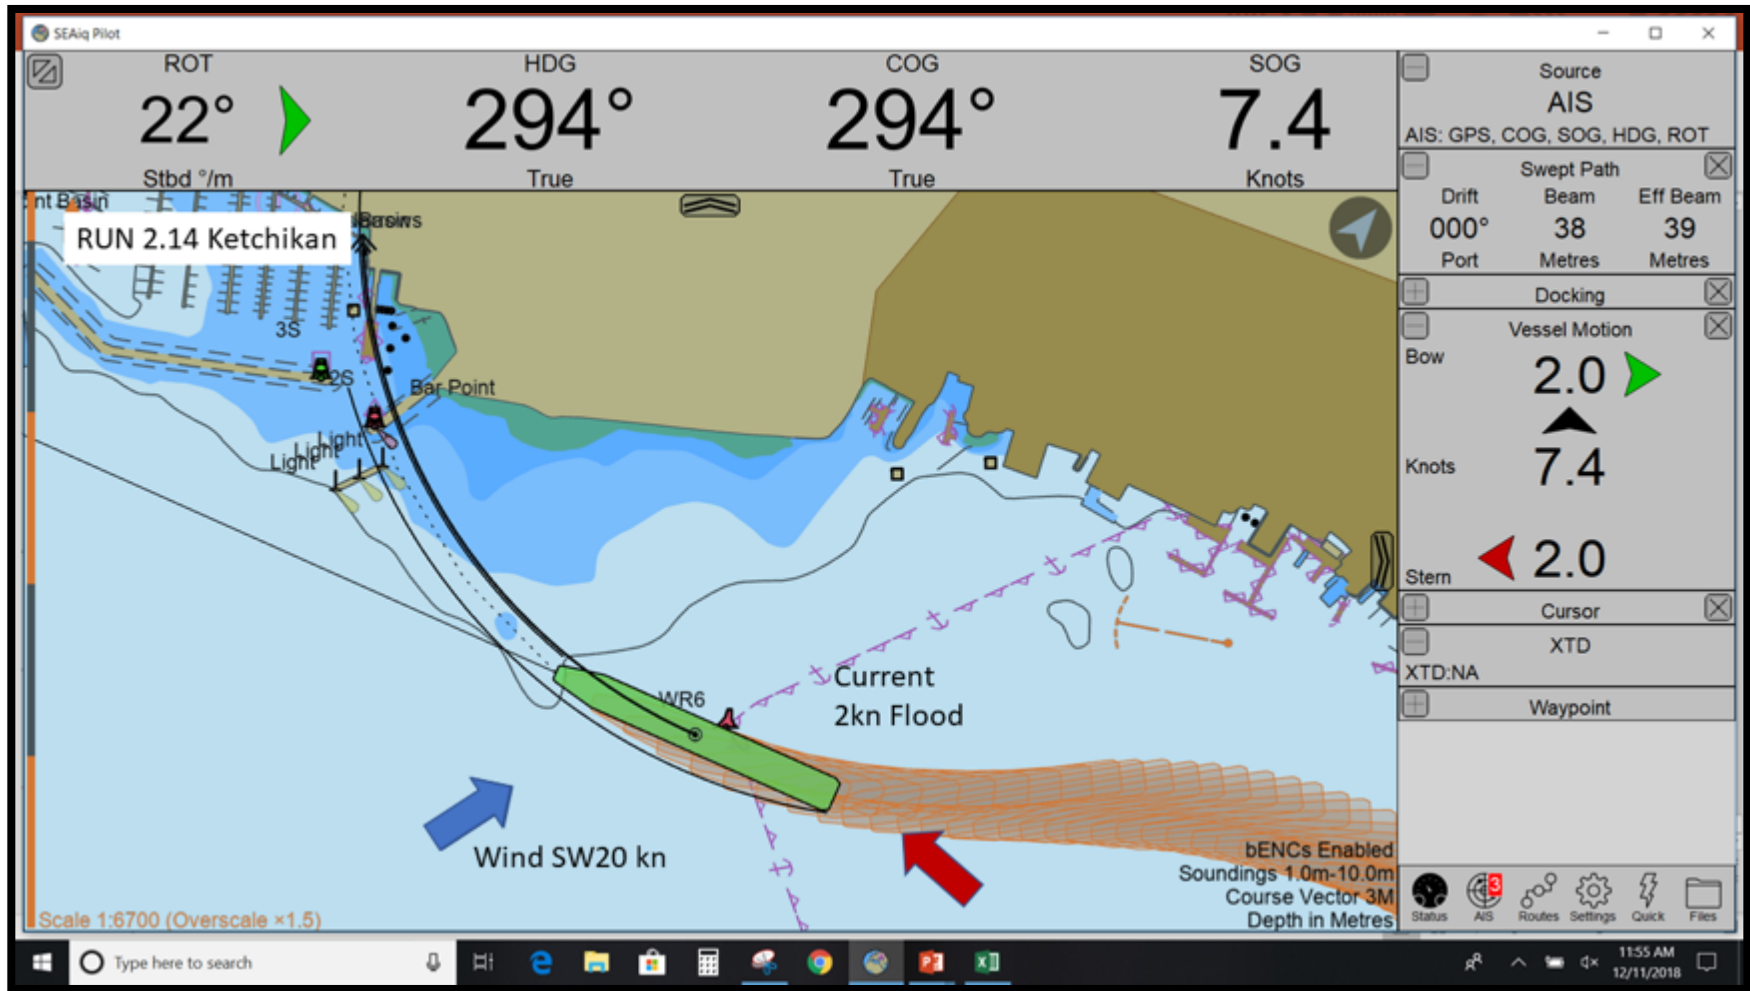 SEAiq Pilot
ROT
22°
Stbd °/m
HDG
294°
True
COG
294°
True
SOG
7.4
Knots
Source
AIS
AIS: GPS, COG, SOG, HDG, ROT
Swept Path
Drift Beam Eff Beam
000° 38 39
Port Metres Metres
Docking
Vessel Motion
Bow
2.0
Knots
7.4
Stern
2.0
Cursor
XTD
XTD:NA
Waypoint
Status AIS Routes Settings Quick Files
3
nt Basin
RUN 2.14 Ketchikan
3S
2S
Bar Point
Light
Light
Light
WR6
Current
2kn Flood
Wind SW20 kn
bENCs Enabled
Soundings 1.0m-10.0m
Course Vector 3M
Depth in Metres
Scale 1:6700 (Overscale ×1.5)
Type here to search
11:55 AM
12/11/2018